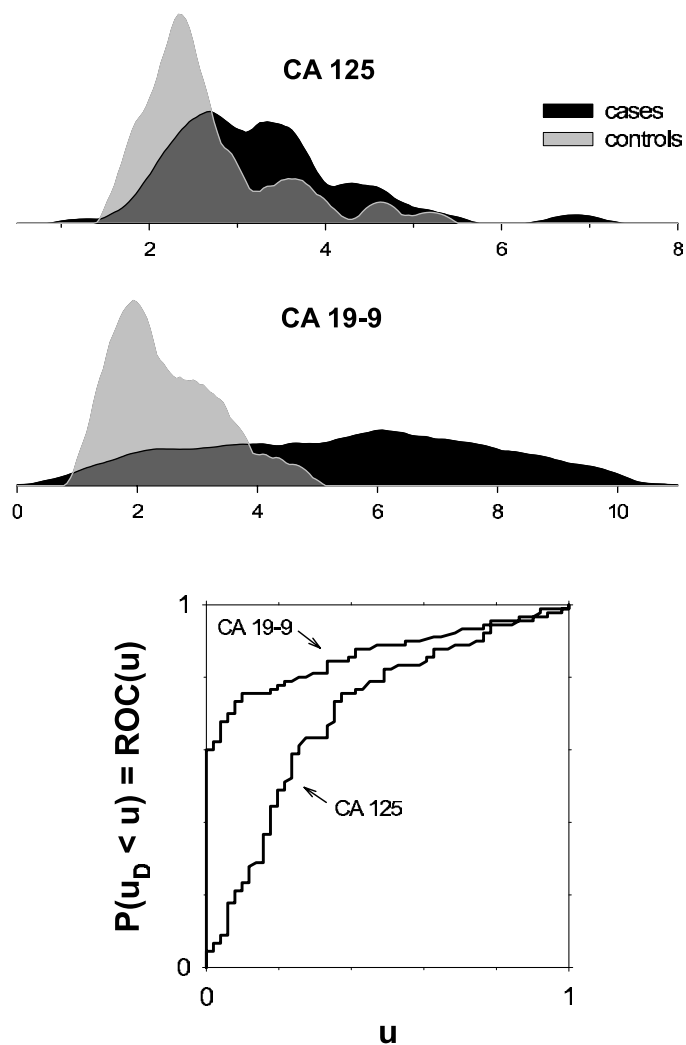 CA 125
cases
controls
2 4 6 8
CA 19-9
0 2 4 6 8 10
1
CA 19-9
P(u_D < u) = ROC(u)
CA 125
0
0 1
u